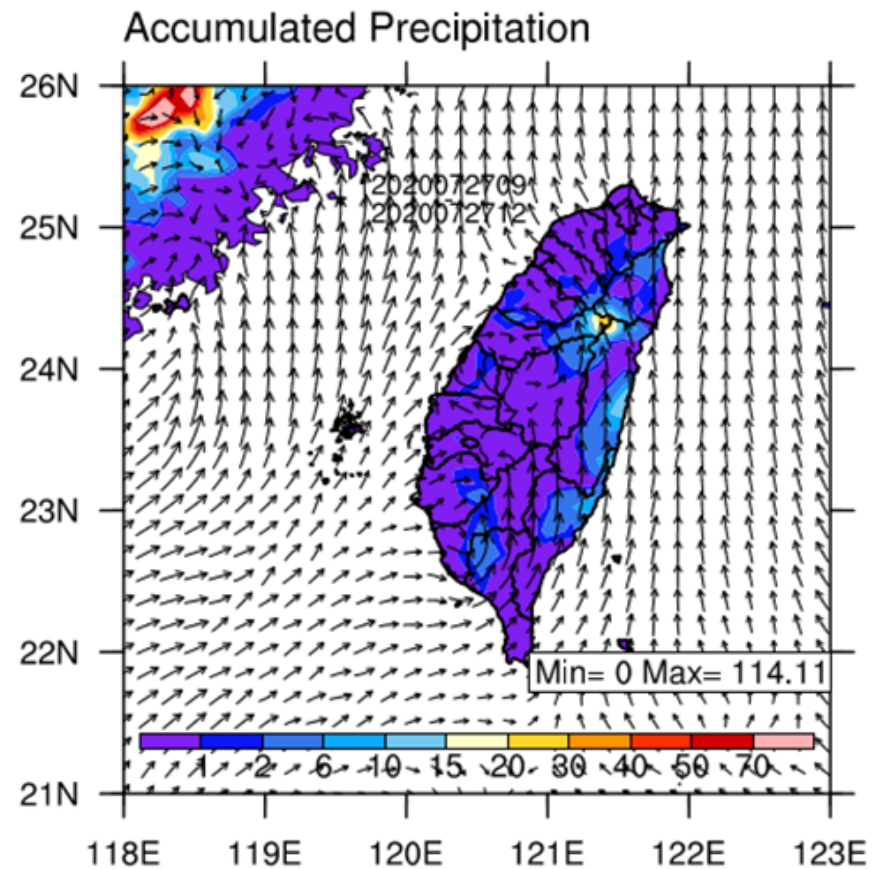 Accumulated Precipitation
26N
2020072709
2020072712
25N
24N
23N
22N
Min= 0 Max= 114.11
1 2 6 10 15 20 30 40 50 70
21N
118E 119E 120E 121E 122E 123E